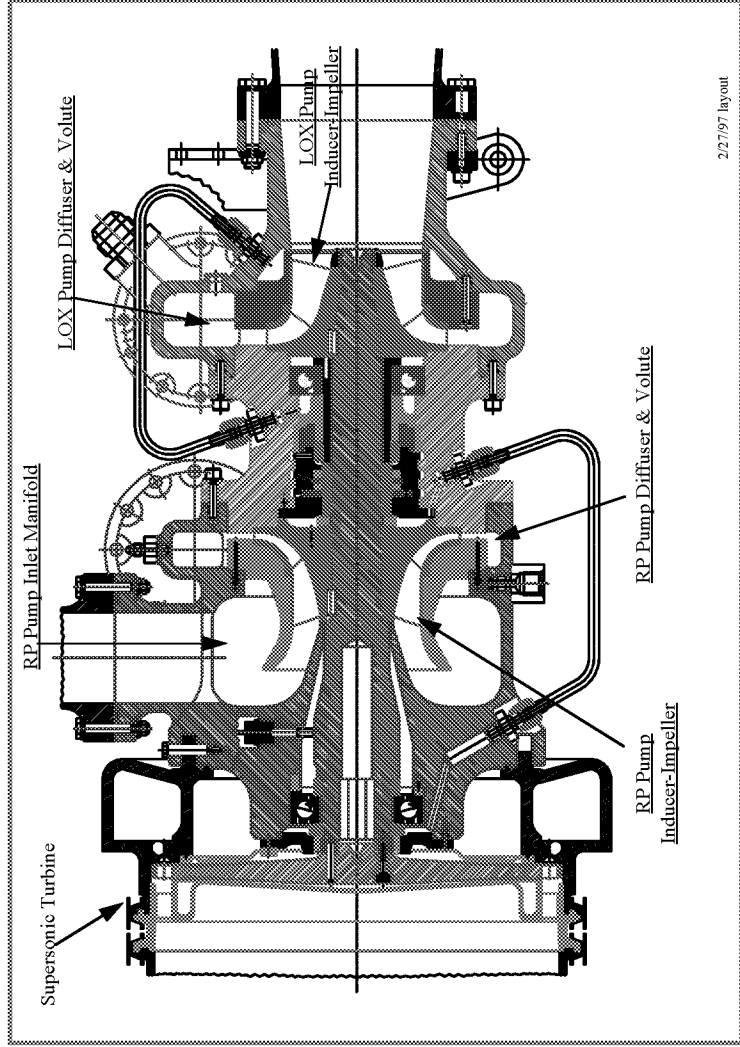 Supersonic Turbine
RP Pump Inlet Manifold
LOX Pump Diffuser & Volute
LOX Pump
Inducer-Impeller
RP Pump
Inducer-Impeller
RP Pump Diffuser & Volute
2/27/97 layout